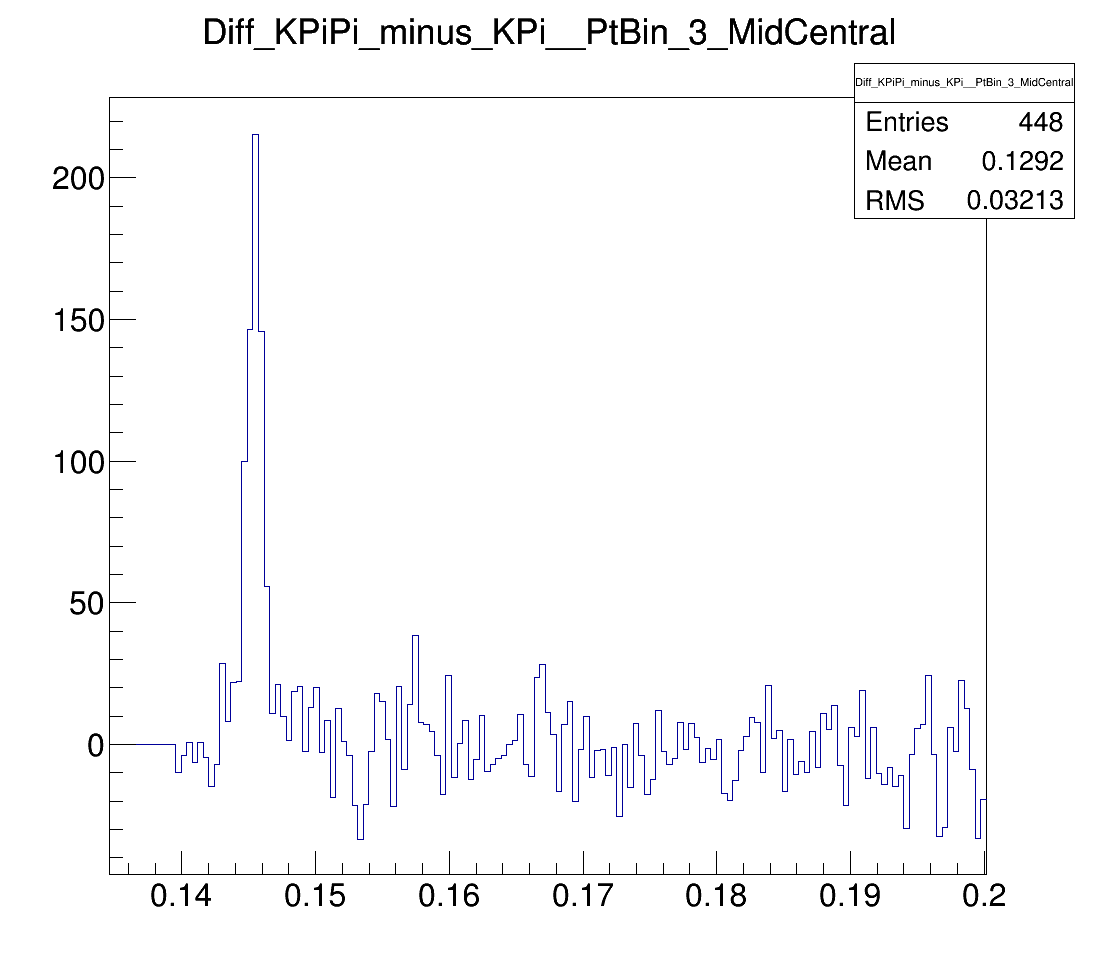 Diff_KPiPi_minus_KPi__PtBin_3_MidCentral
Diff_KPiPi_minus_KPi__PtBin_3_MidCentral
Entries 448
Mean 0.1292
RMS 0.03213
200
150
100
50
0
0.14 0.15 0.16 0.17 0.18 0.19 0.2